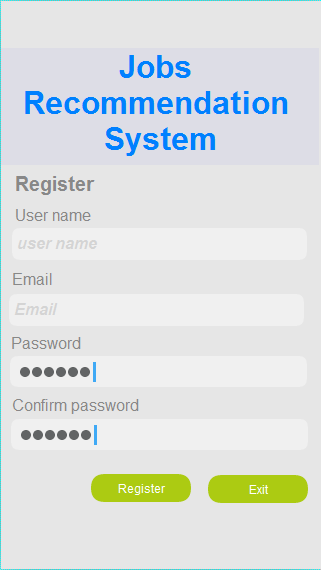 Jobs
Recommendation
System
Register
User name
user name
Email
Email
Password
●●●●●●
Confirm password
●●●●●●
Register Exit